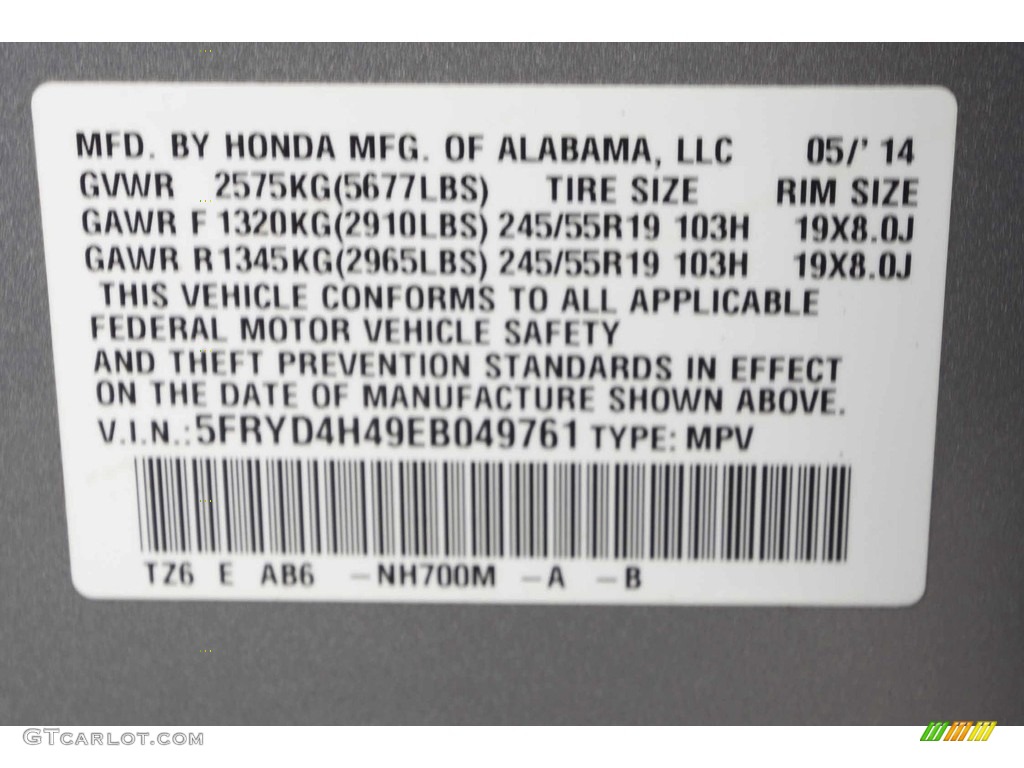 MFD. BY HONDA MFG. OF ALABAMA, LLC 05/' 14
GVWR 2575KG(5677LBS) TIRE SIZE RIM SIZE
GAWR F 1320KG(2910LBS) 245/55R19 103H 19X8.0J
GAWR R1345KG(2965LBS) 245/55R19 103H 19X8.0J
THIS VEHICLE CONFORMS TO ALL APPLICABLE
FEDERAL MOTOR VEHICLE SAFETY
AND THEFT PREVENTION STANDARDS IN EFFECT
ON THE DATE OF MANUFACTURE SHOWN ABOVE.
V.I.N.:5FRYD4H49EB049761 TYPE: MPV
TZ6 E AB6 -NH700M -A -B
GTCARLOT.COM